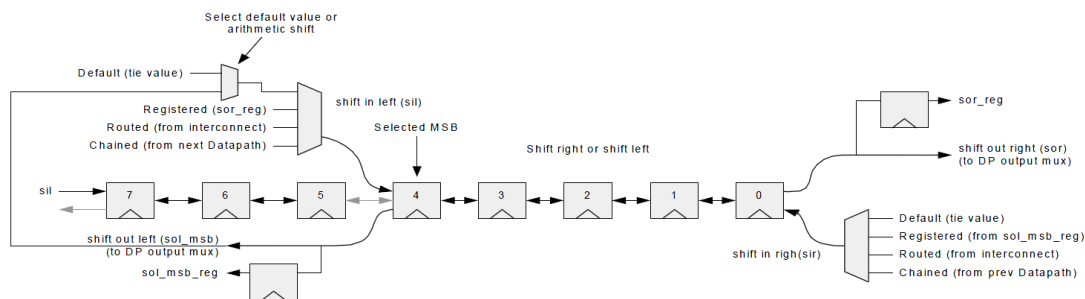 Select default value or
arithmetic shift
Default (tie value)
shift in left (sil)
Registered (sor_reg)
Routed (from interconnect)
Chained (from next Datapath)
Selected MSB
Shift right or shift left
sor_reg
shift out right (sor)
(to DP output mux)
sil
7
6
5
4
3
2
1
0
shift out left (sol_msb)
(to DP output mux)
sol_msb_reg
shift in righ(sir)
Default (tie value)
Registered (from sol_msb_reg)
Routed (from interconnect)
Chained (from prev Datapath)